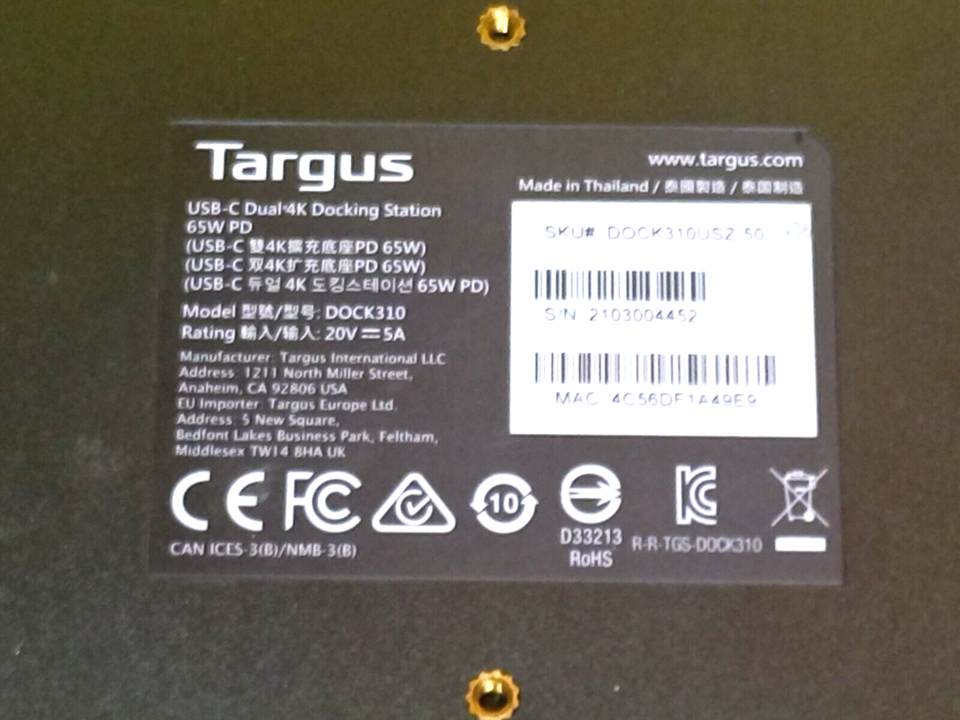 Targus
www.targus.com
Made in Thailand / 泰國製造 / 泰国制造
USB-C Dual 4K Docking Station
65W PD
(USB-C 雙4K擴充底座PD 65W)
(USB-C 双4K扩充底座PD 65W)
(USB-C 듀얼 4K 도킹스테이션 65W PD)
Model 型號/型号: DOCK310
Rating 輸入/输入: 20V ⎓ 5A
Manufacturer: Targus International LLC
Address: 1211 North Miller Street,
Anaheim, CA 92806 USA
EU Importer: Targus Europe Ltd.
Address: 5 New Square,
Bedfont Lakes Business Park, Feltham,
Middlesex TW14 8HA UK
SKU# DOCK310USZ-50
S/N 2103004452
MAC 4C56DF1A49E9
CE FC 10
D33213
RoHS
R-R-TGS-DOCK310
CAN ICES-3(B)/NMB-3(B)